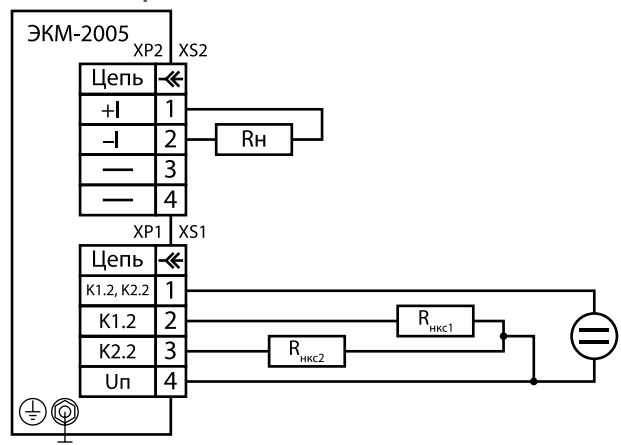 ЭКМ-2005
XP2 XS2
Цепь
+I 1
–I 2
Rн
— 3
— 4
XP1 XS1
Цепь
K1.2, K2.2 1
K1.2 2
Rнкс1
K2.2 3
Rнкс2
Uп 4